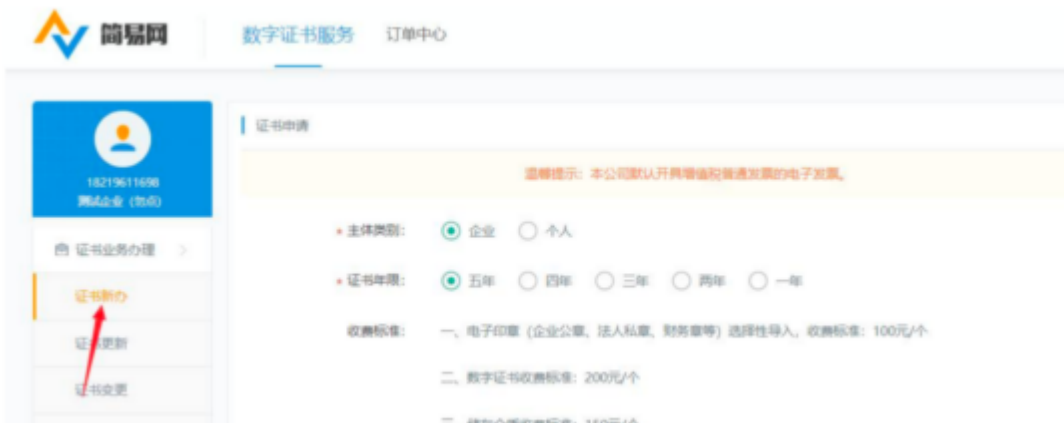 简易网
数字证书服务 订单中心
18219611698
测试企业（勿点）
证书业务办理
证书新办
证书更新
证书变更
证书申请
温馨提示：本公司默认开具增值税普通发票的电子发票。
* 主体类别： 企业 个人
* 证书年限： 五年 四年 三年 两年 一年
收费标准： 一、电子印章（企业公章、法人私章、财务章等）选择性导入，收费标准：100元/个
二、数字证书收费标准：200元/个